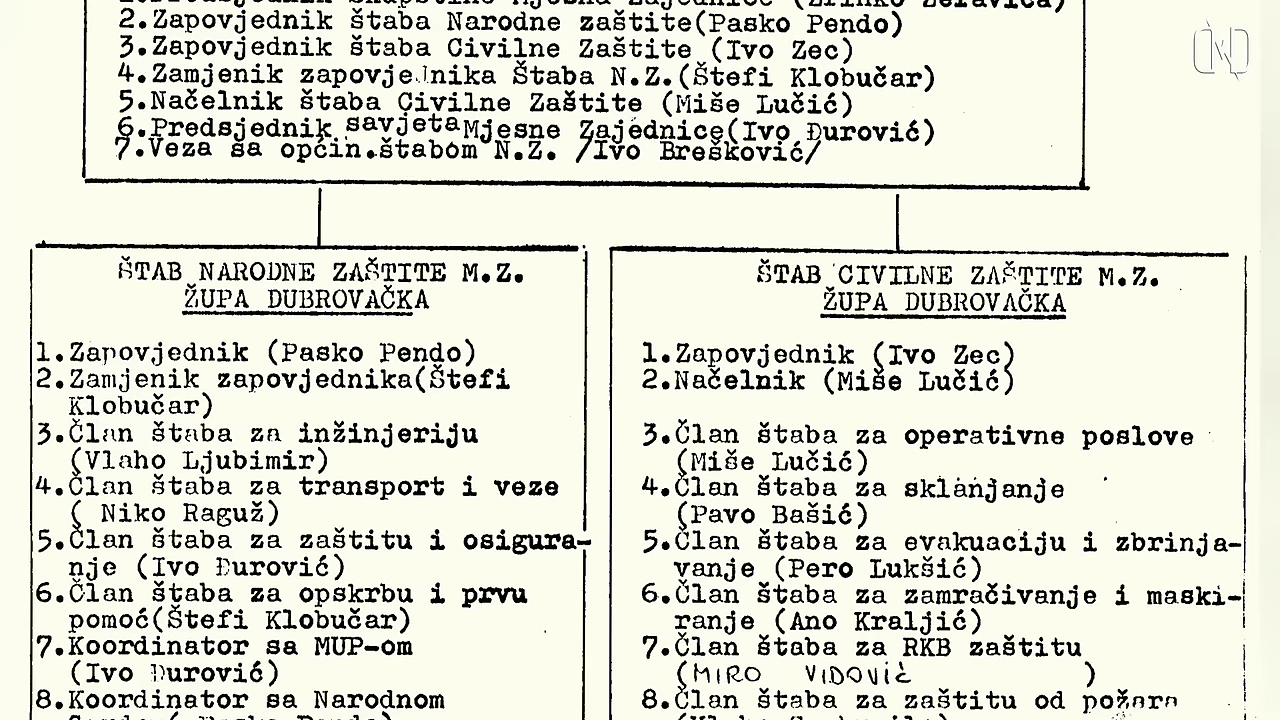 2.Zapovjednik štaba Narodne zaštite(Pasko Pendo)
3.Zapovjednik štaba Civilne Zaštite (Ivo Zec)
4.Zamjenik zapovjednika Štaba N.Z.(Štefi Klobučar)
5.Načelnik štaba Civilne Zaštite (Miše Lučić)
6.Predsjednik savjeta Mjesne Zajednice(Ivo Đurović)
7.Veza sa općin.štabom N.Z. /Ivo Brešković/
ŠTAB NARODNE ZAŠTITE M.Z.
ŽUPA DUBROVAČKA
1.Zapovjednik (Pasko Pendo)
2.Zamjenik zapovjednika(Štefi
Klobučar)
3.Član štaba za inžinjeriju
(Vlaho Ljubimir)
4.Član štaba za transport i veze
( Niko Raguž)
5.Član štaba za zaštitu i osigura-
nje (Ivo Đurović)
6.Član štaba za opskrbu i prvu
pomoć(Štefi Klobučar)
7.Koordinator sa MUP-om
(Ivo Đurović)
8.Koordinator sa Narodnom
ŠTAB CIVILNE ZAŠTITE M.Z.
ŽUPA DUBROVAČKA
1.Zapovjednik (Ivo Zec)
2.Načelnik (Miše Lučić)
3.Član štaba za operativne poslove
(Miše Lučić)
4.Član štaba za sklanjanje
(Pavo Bašić)
5.Član štaba za evakuaciju i zbrinja-
vanje (Pero Lukšić)
6.Član štaba za zamračivanje i maski-
ranje (Ano Kraljić)
7.Član štaba za RKB zaštitu
(MIRO VIDOVIĆ )
8.Član štaba za zaštitu od požara